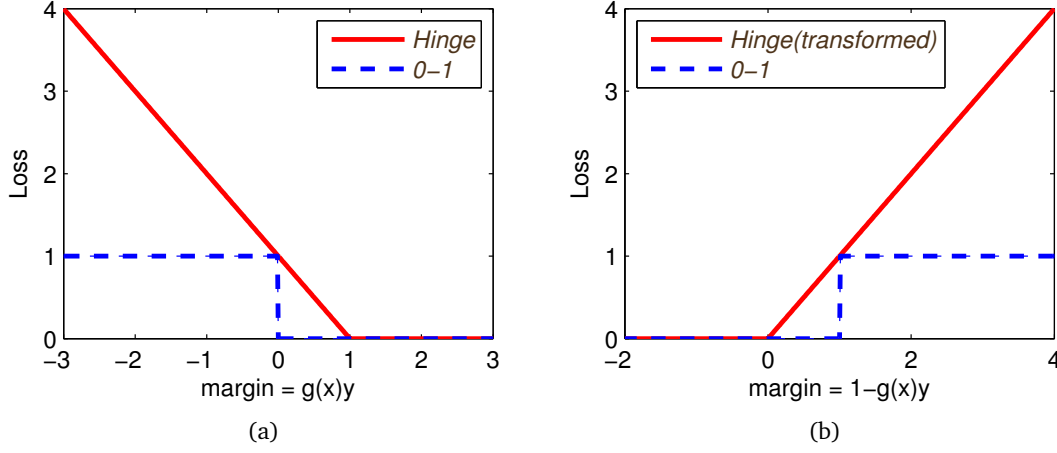 4
3
2
1
0
Loss
−3 −2 −1 0 1 2 3
margin = g(x)y
Hinge
0−1
(a)
4
3
2
1
0
Loss
−2 0 2 4
margin = 1−g(x)y
Hinge(transformed)
0−1
(b)